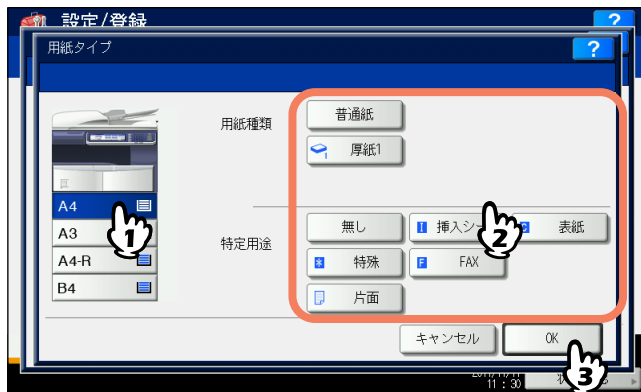 設定/登録
?
用紙タイプ
?
用紙種類
普通紙
1 厚紙1
A4
A3
A4-R
B4
1
特定用途
無し
I 挿入シー
2
表紙
* 特殊
F FAX
片面
キャンセル
OK
3
11 : 30